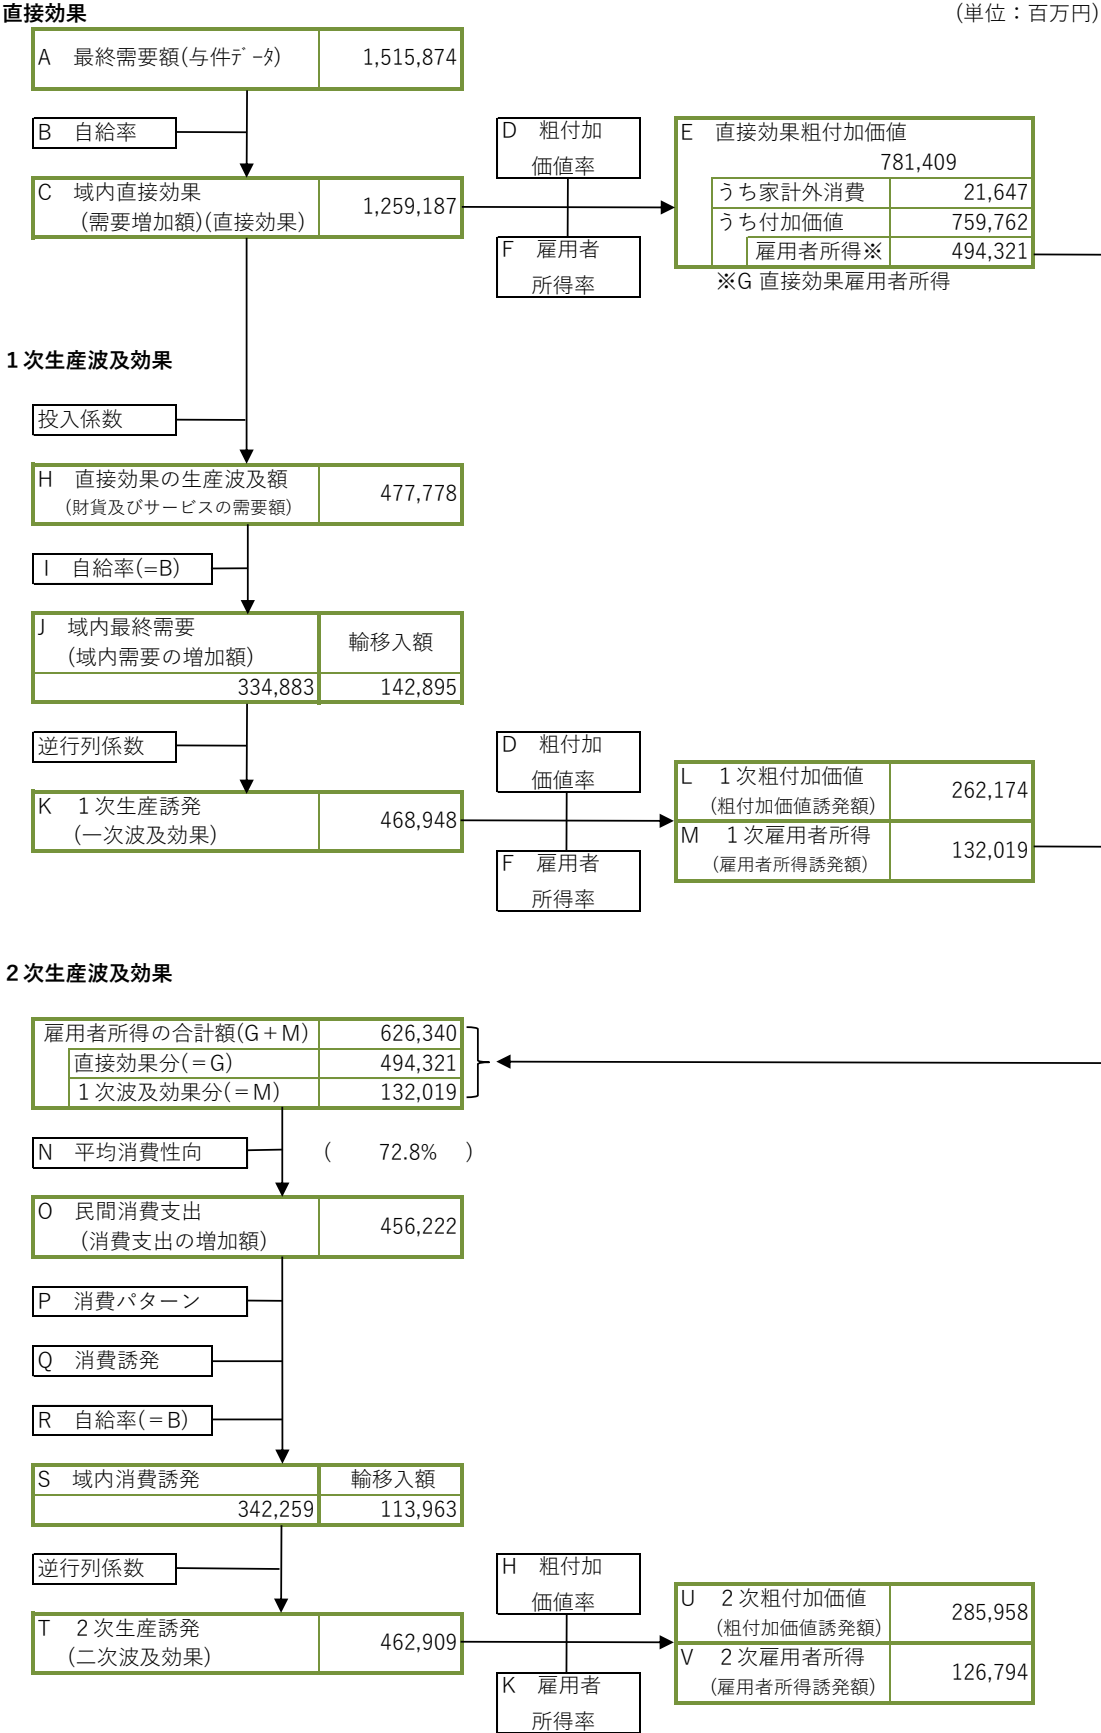 直接効果
(単位：百万円)
A 最終需要額(与件ﾃﾞｰﾀ) 1,515,874
B 自給率
C 域内直接効果
(需要増加額)(直接効果)
1,259,187
D 粗付加
価値率
F 雇用者
所得率
E 直接効果粗付加価値
781,409
うち家計外消費 21,647
うち付加価値 759,762
雇用者所得※ 494,321
※G 直接効果雇用者所得
1次生産波及効果
投入係数
H 直接効果の生産波及額
(財貨及びサービスの需要額)
477,778
I 自給率(=B)
J 域内最終需要
(域内需要の増加額)
輸移入額
334,883 142,895
逆行列係数
K 1次生産誘発
(一次波及効果)
468,948
D 粗付加
価値率
F 雇用者
所得率
L 1次粗付加価値
(粗付加価値誘発額)
262,174
M 1次雇用者所得
(雇用者所得誘発額)
132,019
2次生産波及効果
雇用者所得の合計額(G＋M) 626,340
直接効果分(＝G) 494,321
1次波及効果分(＝M) 132,019
N 平均消費性向 ( 72.8% )
O 民間消費支出
(消費支出の増加額)
456,222
P 消費パターン
Q 消費誘発
R 自給率(＝B)
S 域内消費誘発 輸移入額
342,259 113,963
逆行列係数
T 2次生産誘発
(二次波及効果)
462,909
H 粗付加
価値率
K 雇用者
所得率
U 2次粗付加価値
(粗付加価値誘発額)
285,958
V 2次雇用者所得
(雇用者所得誘発額)
126,794